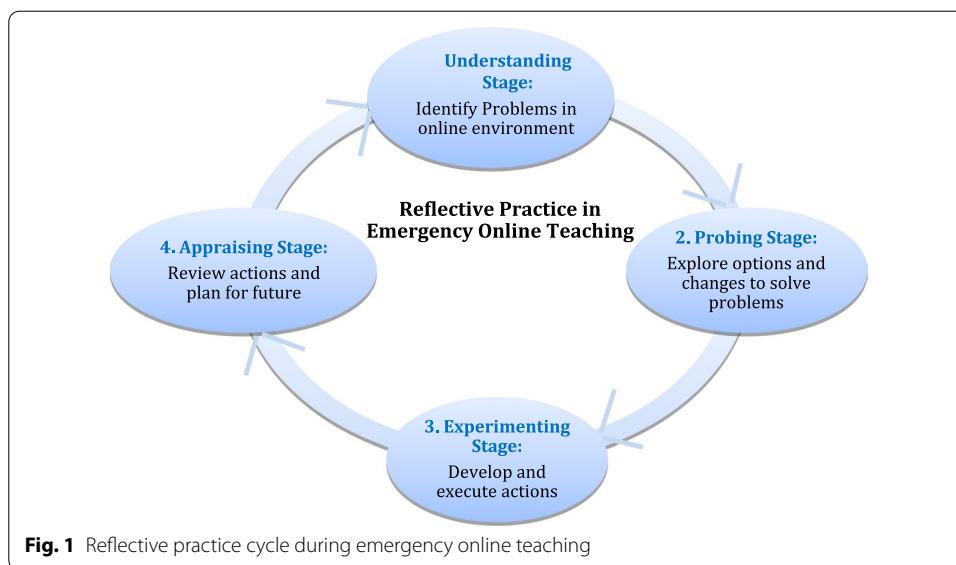 Understanding
Stage:
Identify Problems in
online environment
Reflective Practice in
Emergency Online Teaching
2. Probing Stage:
Explore options and
changes to solve
problems
3. Experimenting
Stage:
Develop and
execute actions
4. Appraising Stage:
Review actions and
plan for future
Fig. 1 Reflective practice cycle during emergency online teaching